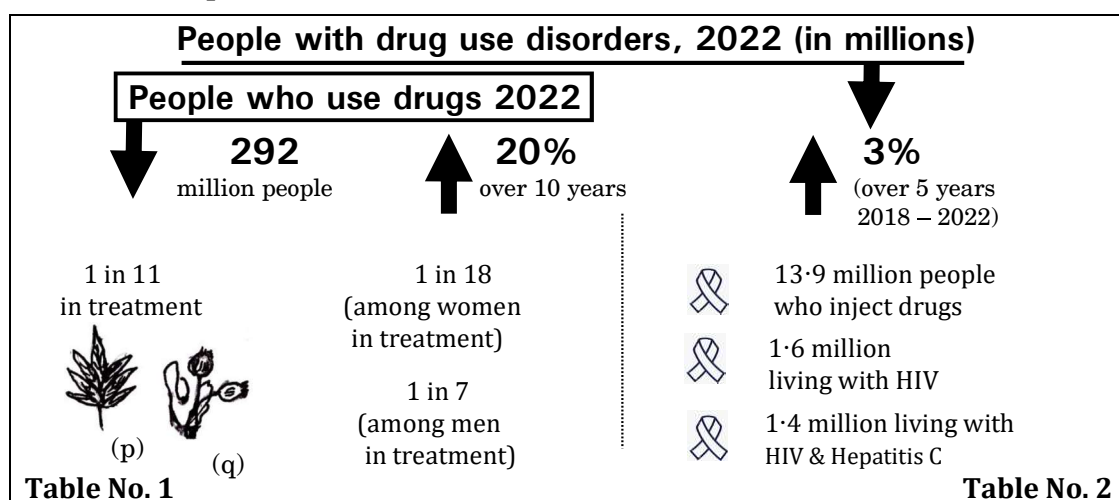 People with drug use disorders, 2022 (in millions)
People who use drugs 2022
292
million people
20%
over 10 years
3%
(over 5 years
2018 – 2022)
1 in 11
in treatment
(p)
(q)
1 in 18
(among women
in treatment)
1 in 7
(among men
in treatment)
13·9 million people
who inject drugs
1·6 million
living with HIV
1·4 million living with
HIV & Hepatitis C
Table No. 1
Table No. 2